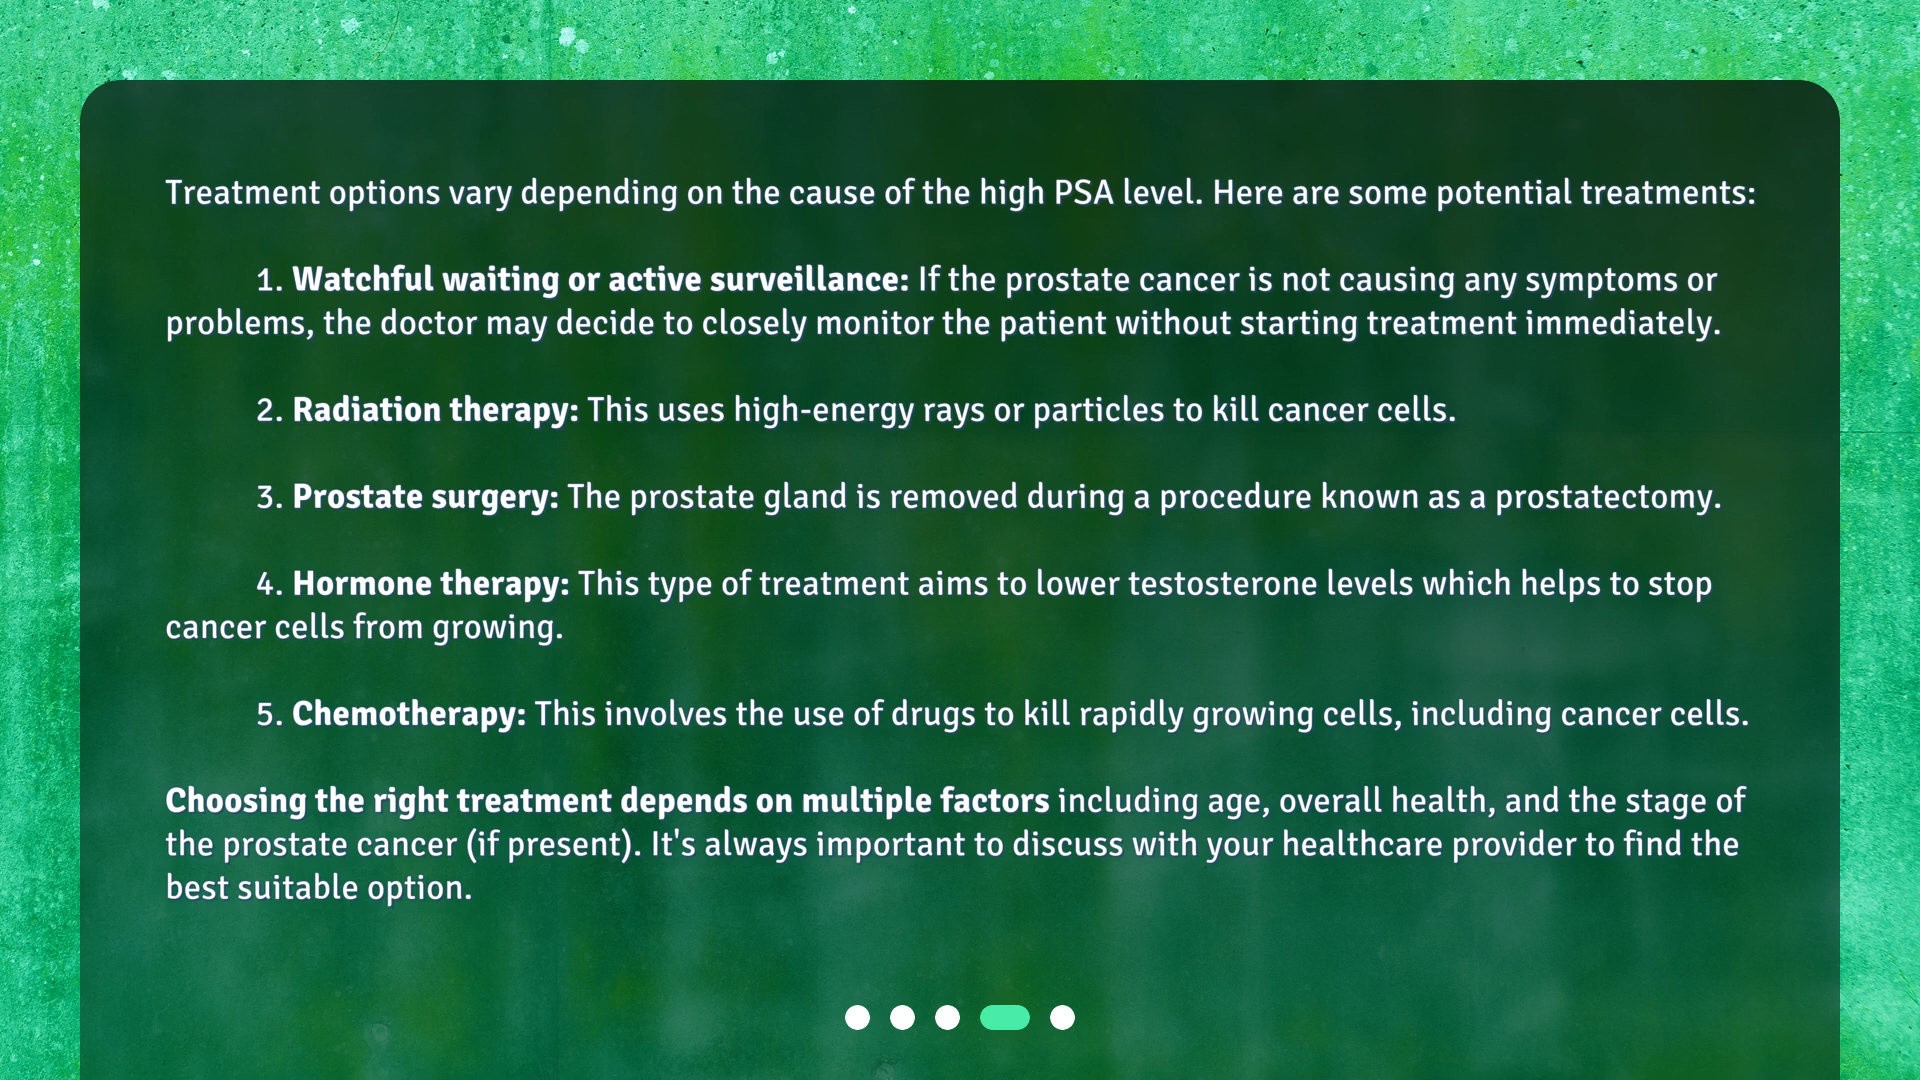 Treatment options vary depending on the cause of the high PSA level. Here are some potential treatments:
1. Watchful waiting or active surveillance: If the prostate cancer is not causing any symptoms or
problems, the doctor may decide to closely monitor the patient without starting treatment immediately.
2. Radiation therapy: This uses high-energy rays or particles to kill cancer cells.
3. Prostate surgery: The prostate gland is removed during a procedure known as a prostatectomy.
4. Hormone therapy: This type of treatment aims to lower testosterone levels which helps to stop
cancer cells from growing.
5. Chemotherapy: This involves the use of drugs to kill rapidly growing cells, including cancer cells.
Choosing the right treatment depends on multiple factors including age, overall health, and the stage of
the prostate cancer (if present). It's always important to discuss with your healthcare provider to find the
best suitable option.